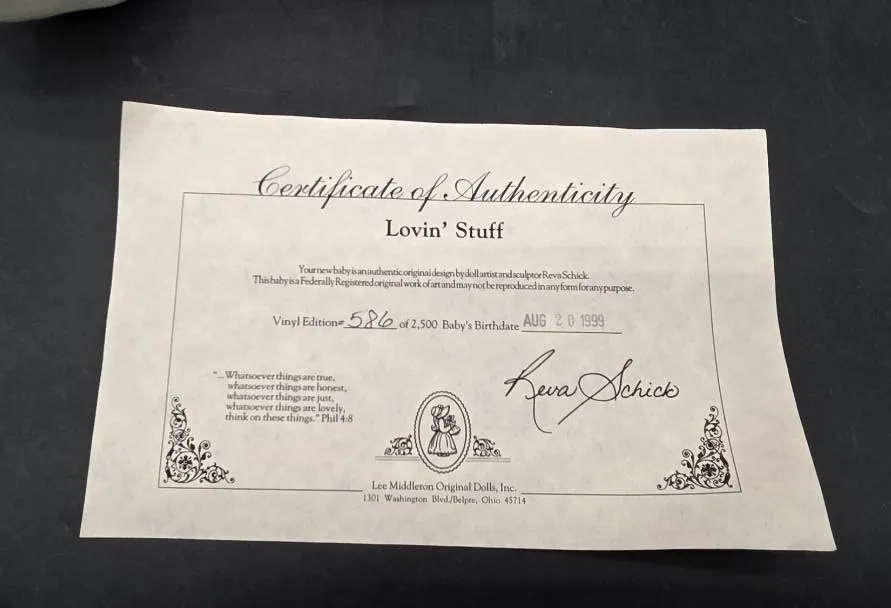 Certificate of Authenticity
Lovin' Stuff
Your new baby is an authentic original design by doll artist and sculptor Reva Schick.
This baby is a Federally Registered original work of art and may not be reproduced in any form for any purpose.
Vinyl Edition# 586 of 2,500 Baby's Birthdate AUG 20 1999
"...Whatsoever things are true,
whatsoever things are honest,
whatsoever things are just,
whatsoever things are lovely,
think on these things." Phil 4:8
Reva Schick
Lee Middleton Original Dolls, Inc.
1301 Washington Blvd./Belpre, Ohio 45714